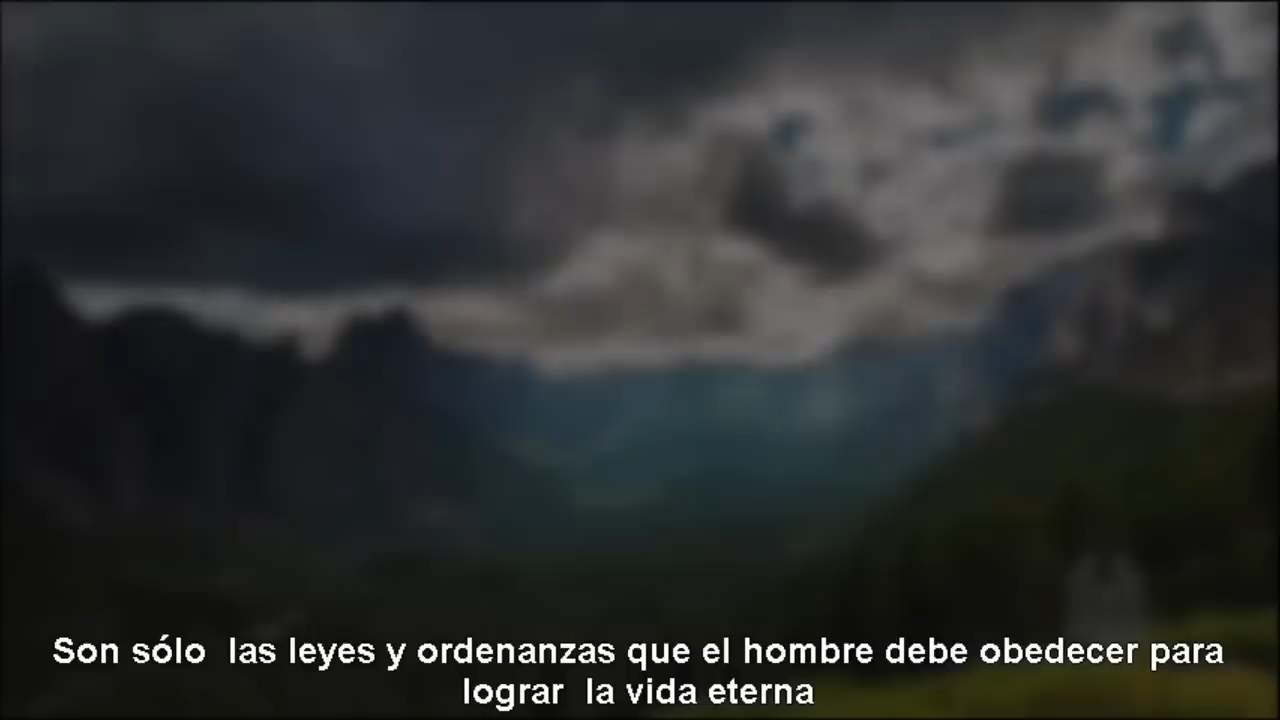 Son sólo  las leyes y ordenanzas que el hombre debe obedecer para
lograr  la vida eterna